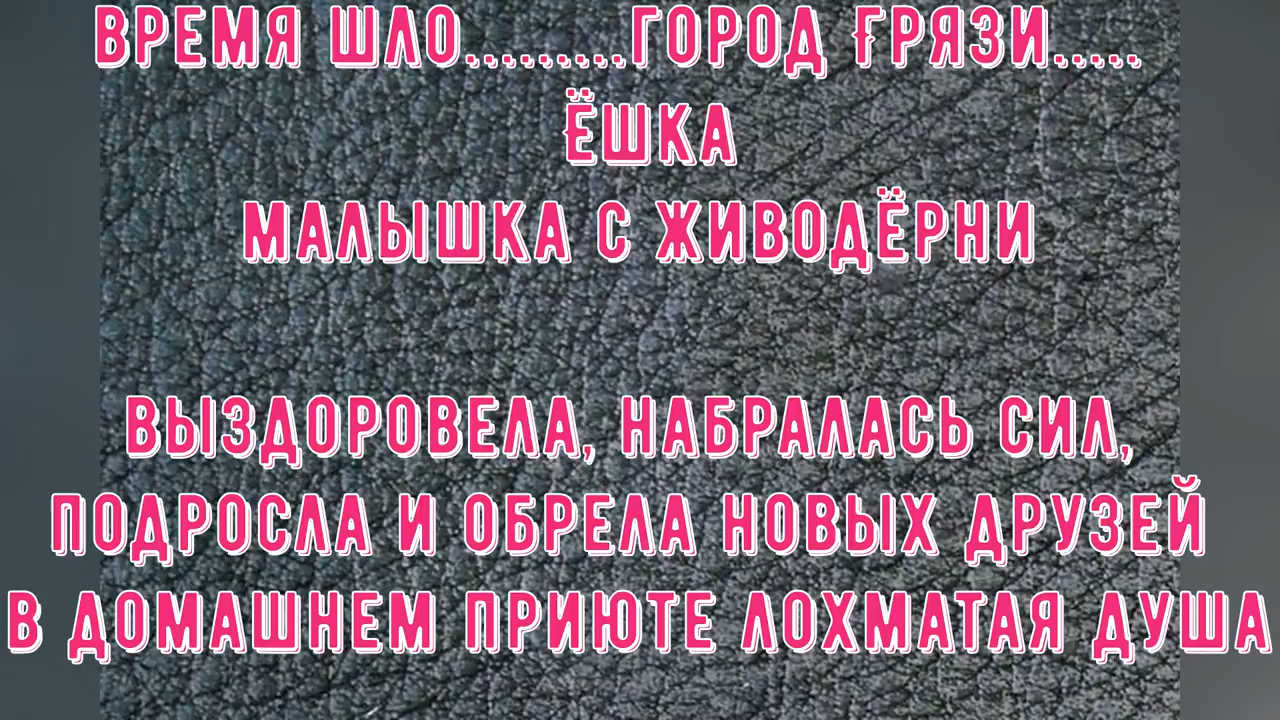 ВРЕМЯ ШЛО.........ГОРОД ГРЯЗИ.....
ЁШКА
МАЛЫШКА С ЖИВОДЁРНИ
ВЫЗДОРОВЕЛА, НАБРАЛАСЬ СИЛ,
ПОДРОСЛА И ОБРЕЛА НОВЫХ ДРУЗЕЙ
В ДОМАШНЕМ ПРИЮТЕ ЛОХМАТАЯ ДУША